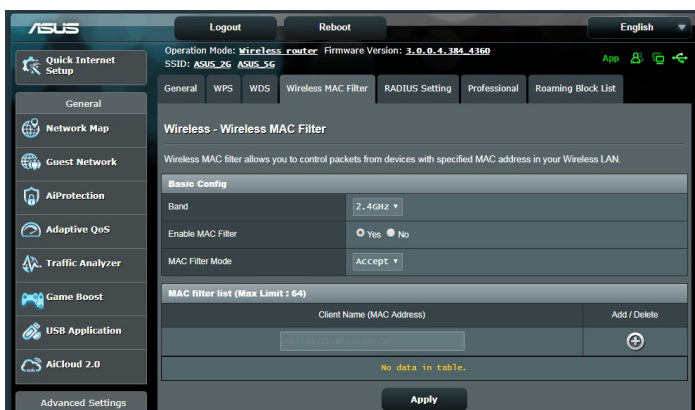 ASUS Logout Reboot English
Quick Internet Setup
Operation Mode: Wireless router Firmware Version: 3.0.0.4.384_4360
SSID: ASUS_2G ASUS_5G
App
General WPS WDS Wireless MAC Filter RADIUS Setting Professional Roaming Block List
General
Network Map
Guest Network
AiProtection
Adaptive QoS
Traffic Analyzer
Game Boost
USB Application
AiCloud 2.0
Advanced Settings
Wireless - Wireless MAC Filter
Wireless MAC filter allows you to control packets from devices with specified MAC address in your Wireless LAN.
Basic Config
Band 2.4GHz
Enable MAC Filter Yes No
MAC Filter Mode Accept
MAC filter list (Max Limit : 64)
Client Name (MAC Address) Add / Delete
No data in table.
Apply